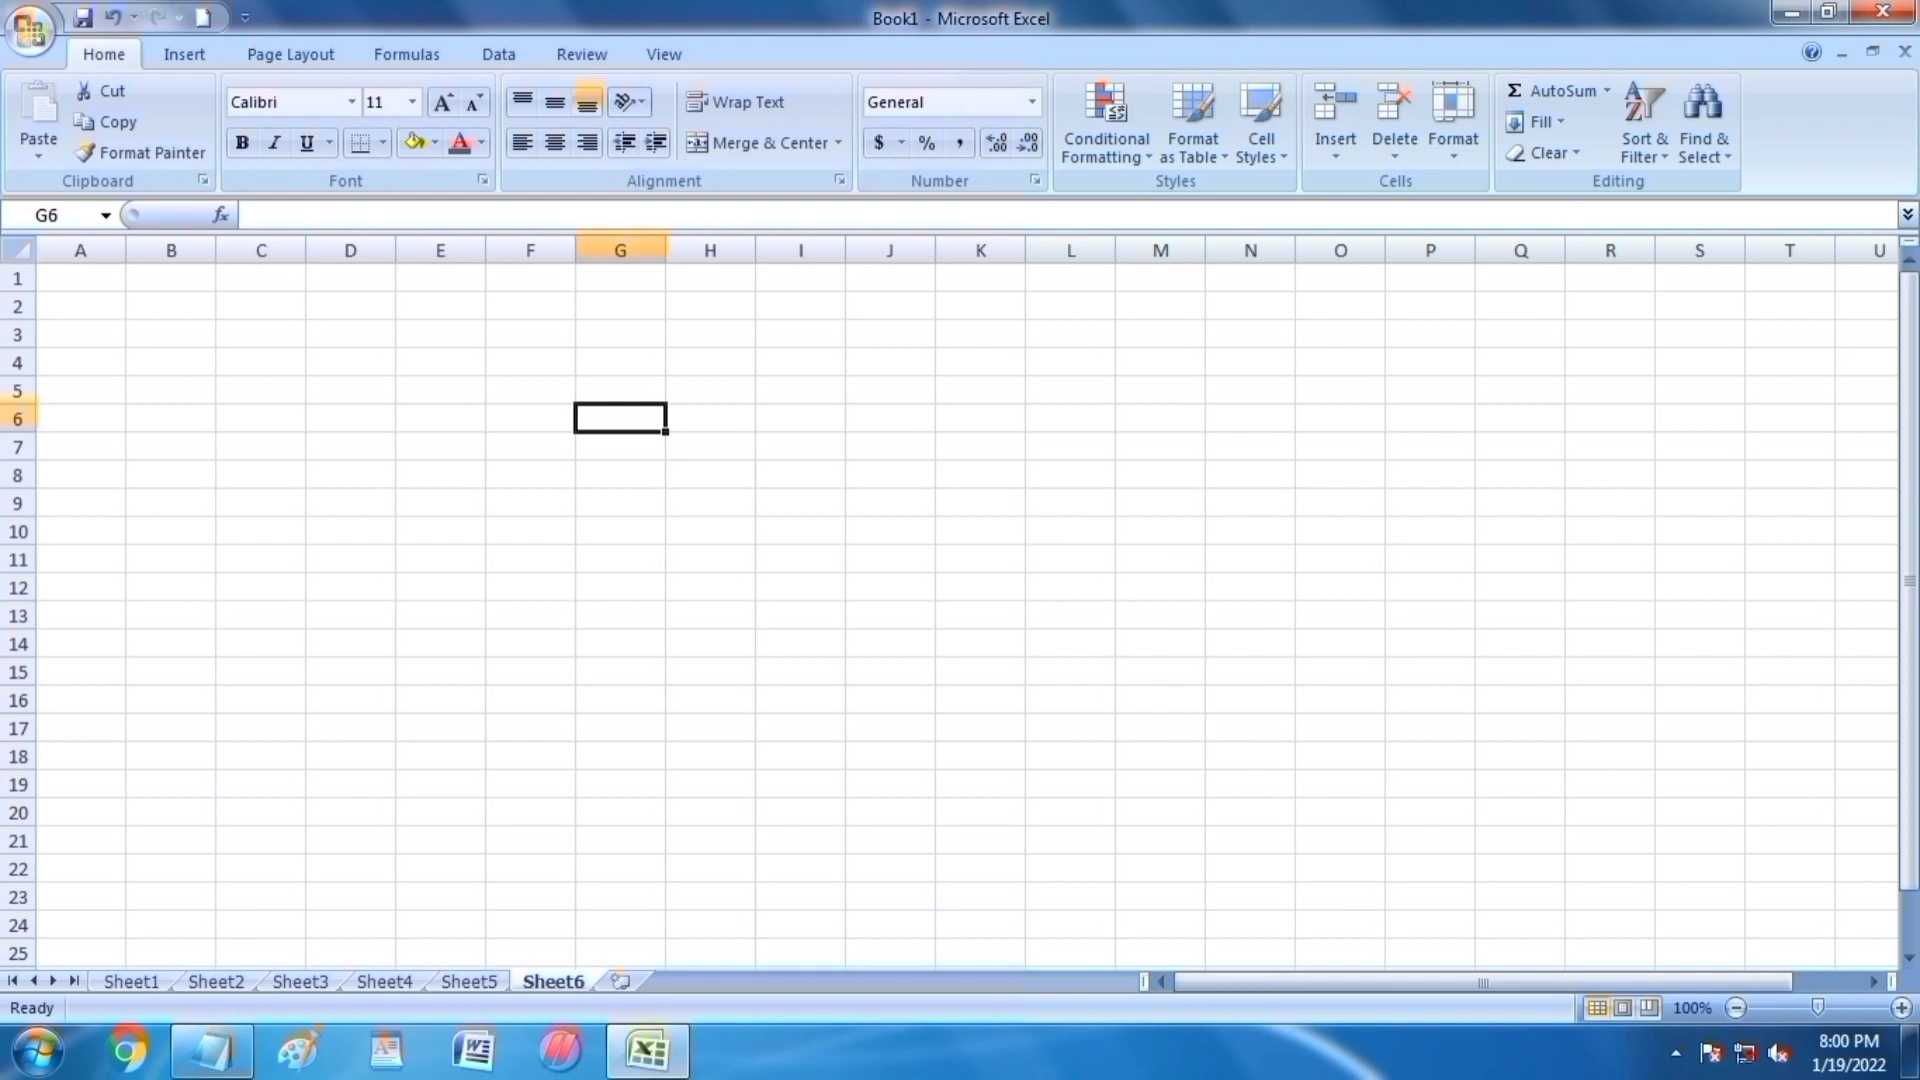 Book1 - Microsoft Excel
Home Insert Page Layout Formulas Data Review View
Paste
Cut
Copy
Format Painter
Clipboard
Calibri 11
B I U A
Font
Wrap Text
Merge & Center
Alignment
General
$ % ,
Number
Conditional Formatting
Format as Table
Cell Styles
Styles
Insert Delete Format
Cells
Σ AutoSum
Fill
Clear
Sort & Filter
Find & Select
Editing
G6 fx
A B C D E F G H I J K L M N O P Q R S T U
1
2
3
4
5
6
7
8
9
10
11
12
13
14
15
16
17
18
19
20
21
22
23
24
25
Sheet1 Sheet2 Sheet3 Sheet4 Sheet5 Sheet6
Ready 100%
8:00 PM
1/19/2022